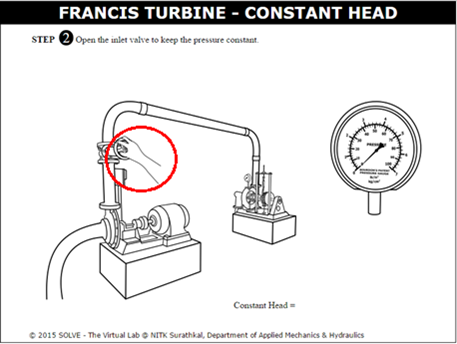 FRANCIS TURBINE - CONSTANT HEAD
STEP 2 Open the inlet valve to keep the pressure constant.
PRESSURE
Constant Head =
© 2015 SOLVE - The Virtual Lab @ NITK Surathkal, Department of Applied Mechanics & Hydraulics